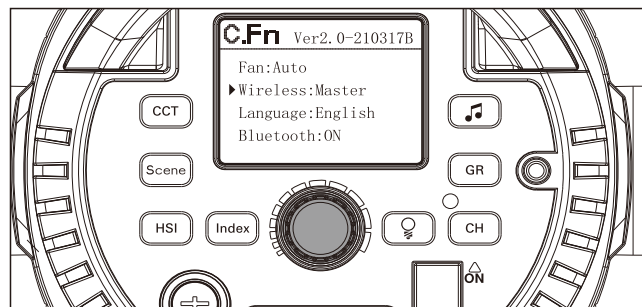 C.Fn Ver2.0-210317B
Fan:Auto
Wireless:Master
Language:English
Bluetooth:ON
CCT
Scene
GR
HSI
Index
CH
ON